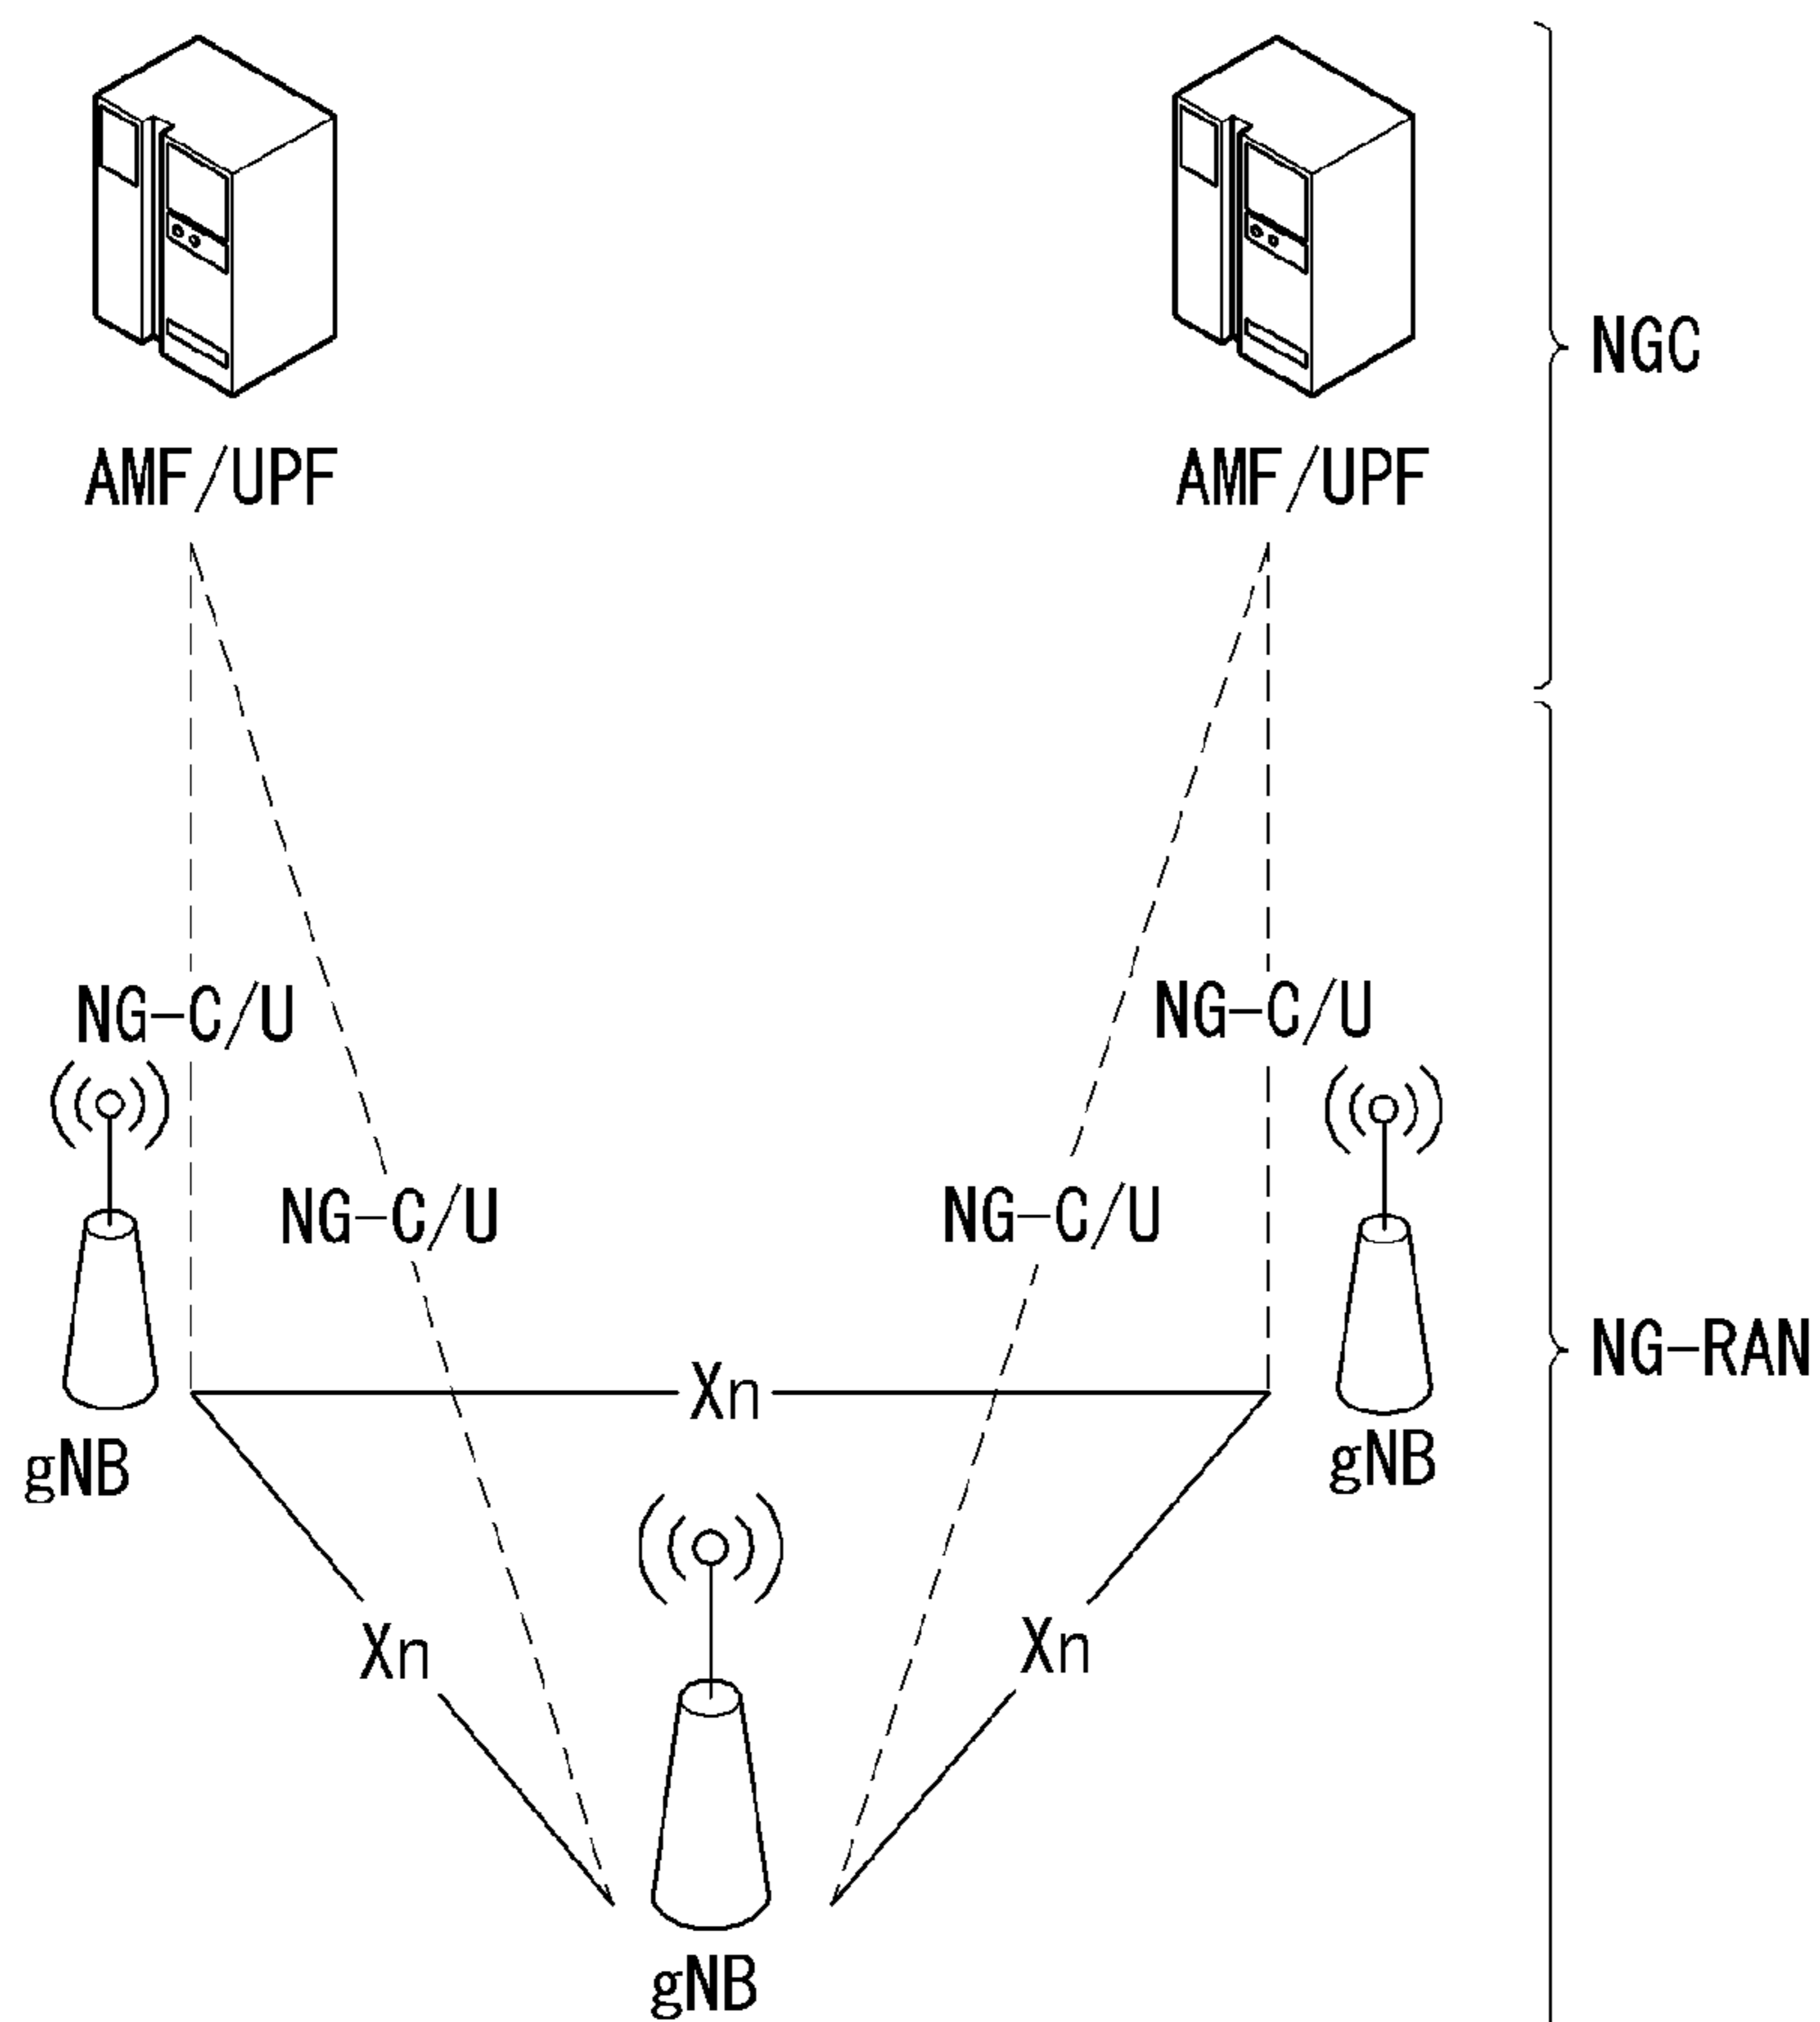 NGC
AMF/UPF
AMF/UPF
NG-C/U
NG-C/U
NG-C/U
NG-C/U
NG-RAN
Xn
gNB
gNB
Xn
Xn
gNB